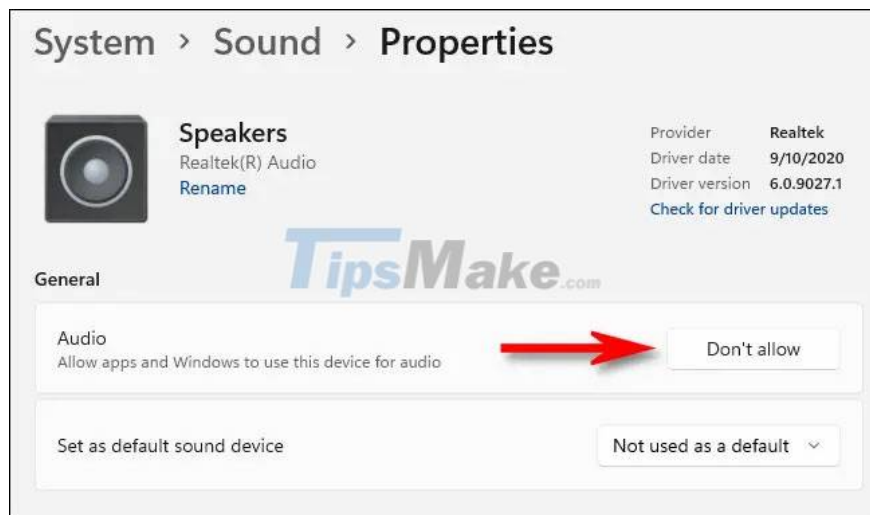 System > Sound > Properties
Speakers
Realtek(R) Audio
Rename
Provider Realtek
Driver date 9/10/2020
Driver version 6.0.9027.1
Check for driver updates
TipsMake.com
General
Audio
Allow apps and Windows to use this device for audio
Don't allow
Set as default sound device
Not used as a default